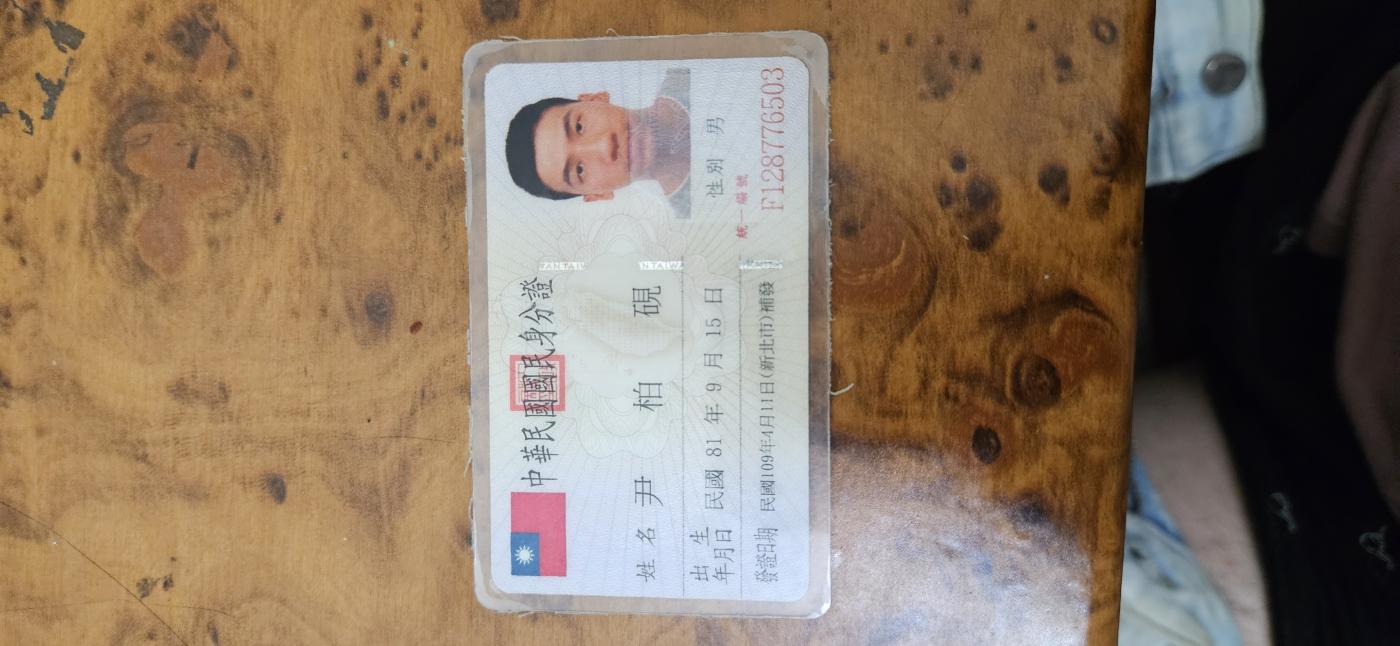 中華民國國民身分證
姓名 尹柏硯
出生年月日 民國 81 年 9 月 15 日
性別 男
發證日期 民國109年4月11日(新北市)補發
統一編號
F128776503